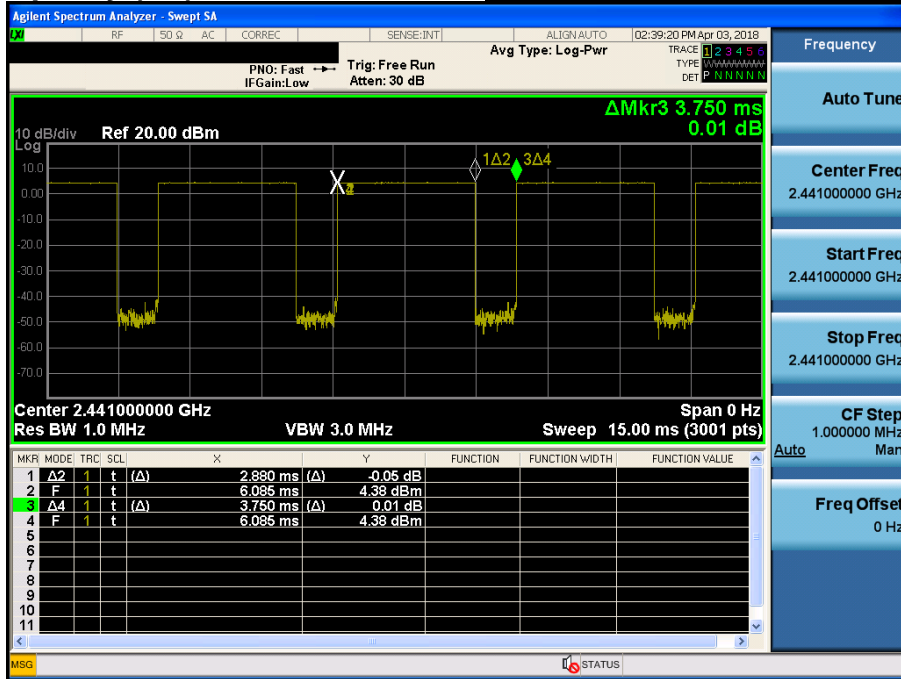 Agilent Spectrum Analyzer - Swept SA
LXI RF 50 Ω AC CORREC SENSE:INT ALIGN AUTO 02:39:20 PM Apr 03, 2018
Avg Type: Log-Pwr TRACE 1 2 3 4 5 6
PNO: Fast Trig: Free Run TYPE WWWWWW
IFGain:Low Atten: 30 dB DET P N N N N N
ΔMkr3 3.750 ms
0.01 dB
10 dB/div Ref 20.00 dBm
Log
10.0
0.00
-10.0
-20.0
-30.0
-40.0
-50.0
-60.0
-70.0
X
1Δ2 3Δ4
Center 2.441000000 GHz Span 0 Hz
Res BW 1.0 MHz VBW 3.0 MHz Sweep 15.00 ms (3001 pts)
MKR MODE TRC SCL X Y FUNCTION FUNCTION WIDTH FUNCTION VALUE
1 Δ2 1 t (Δ) 2.880 ms (Δ) -0.05 dB
2 F 1 t 6.085 ms 4.38 dBm
3 Δ4 1 t (Δ) 3.750 ms (Δ) 0.01 dB
4 F 1 t 6.085 ms 4.38 dBm
5
6
7
8
9
10
11
MSG STATUS
Frequency
Auto Tune
Center Freq
2.441000000 GHz
Start Freq
2.441000000 GHz
Stop Freq
2.441000000 GHz
CF Step
1.000000 MHz
Auto Man
Freq Offset
0 Hz